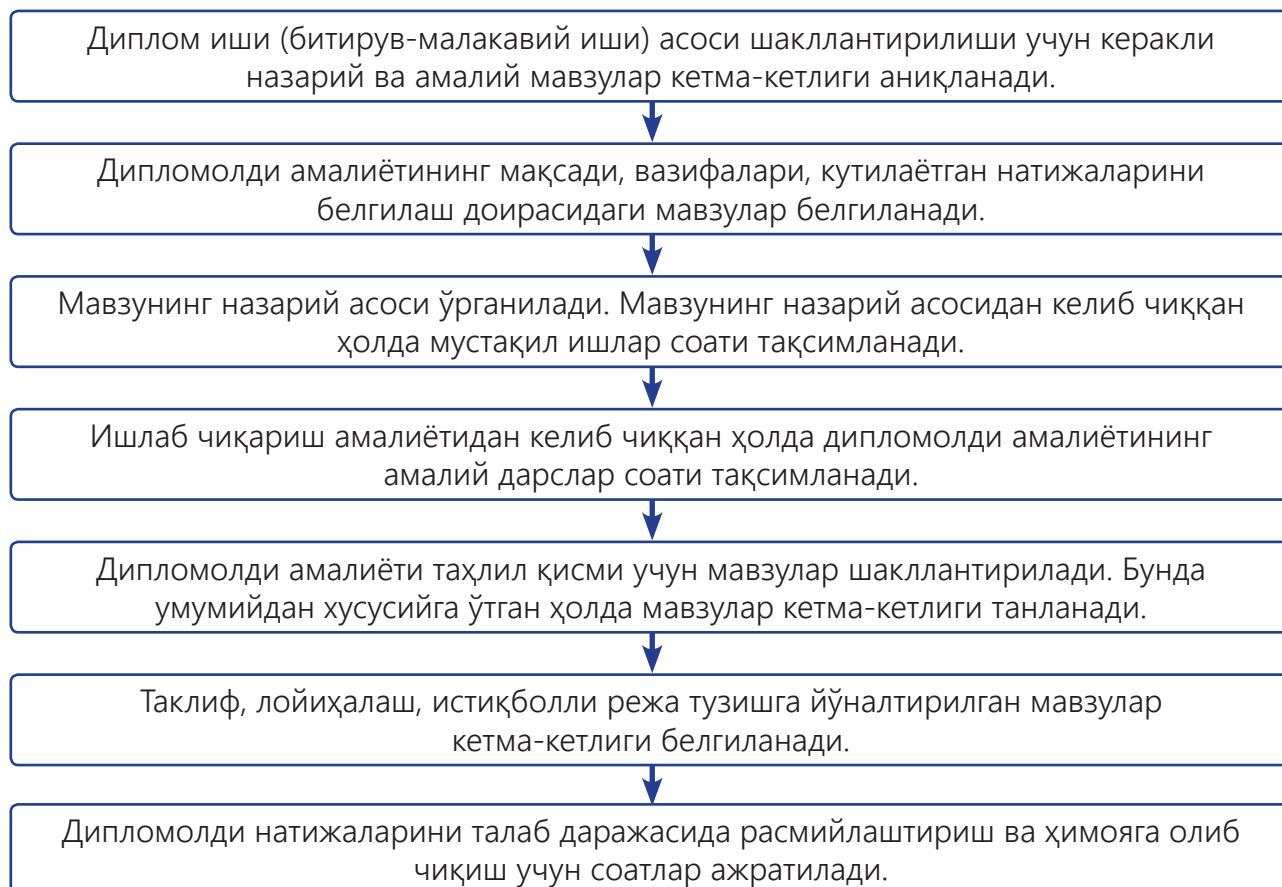 Диплом иши (битирув-малакавий иши) асоси шакллантирилиши учун керакли
назарий ва амалий мавзулар кетма-кетлиги аниқланади.
Дипломолди амалиётининг мақсади, вазифалари, кутилаётган натижаларини
белгилаш доирасидаги мавзулар белгиланади.
Мавзунинг назарий асоси ўрганилади. Мавзунинг назарий асосидан келиб чиққан
ҳолда мустақил ишлар соати тақсимланади.
Ишлаб чиқариш амалиётидан келиб чиққан ҳолда дипломолди амалиётининг
амалий дарслар соати тақсимланади.
Дипломолди амалиёти таҳлил қисми учун мавзулар шакллантирилади. Бунда
умумийдан хусусийга ўтган ҳолда мавзулар кетма-кетлиги танланади.
Таклиф, лойиҳалаш, истиқболли режа тузишга йўналтирилган мавзулар
кетма-кетлиги белгиланади.
Дипломолди натижаларини талаб даражасида расмийлаштириш ва ҳимояга олиб
чиқиш учун соатлар ажратилади.